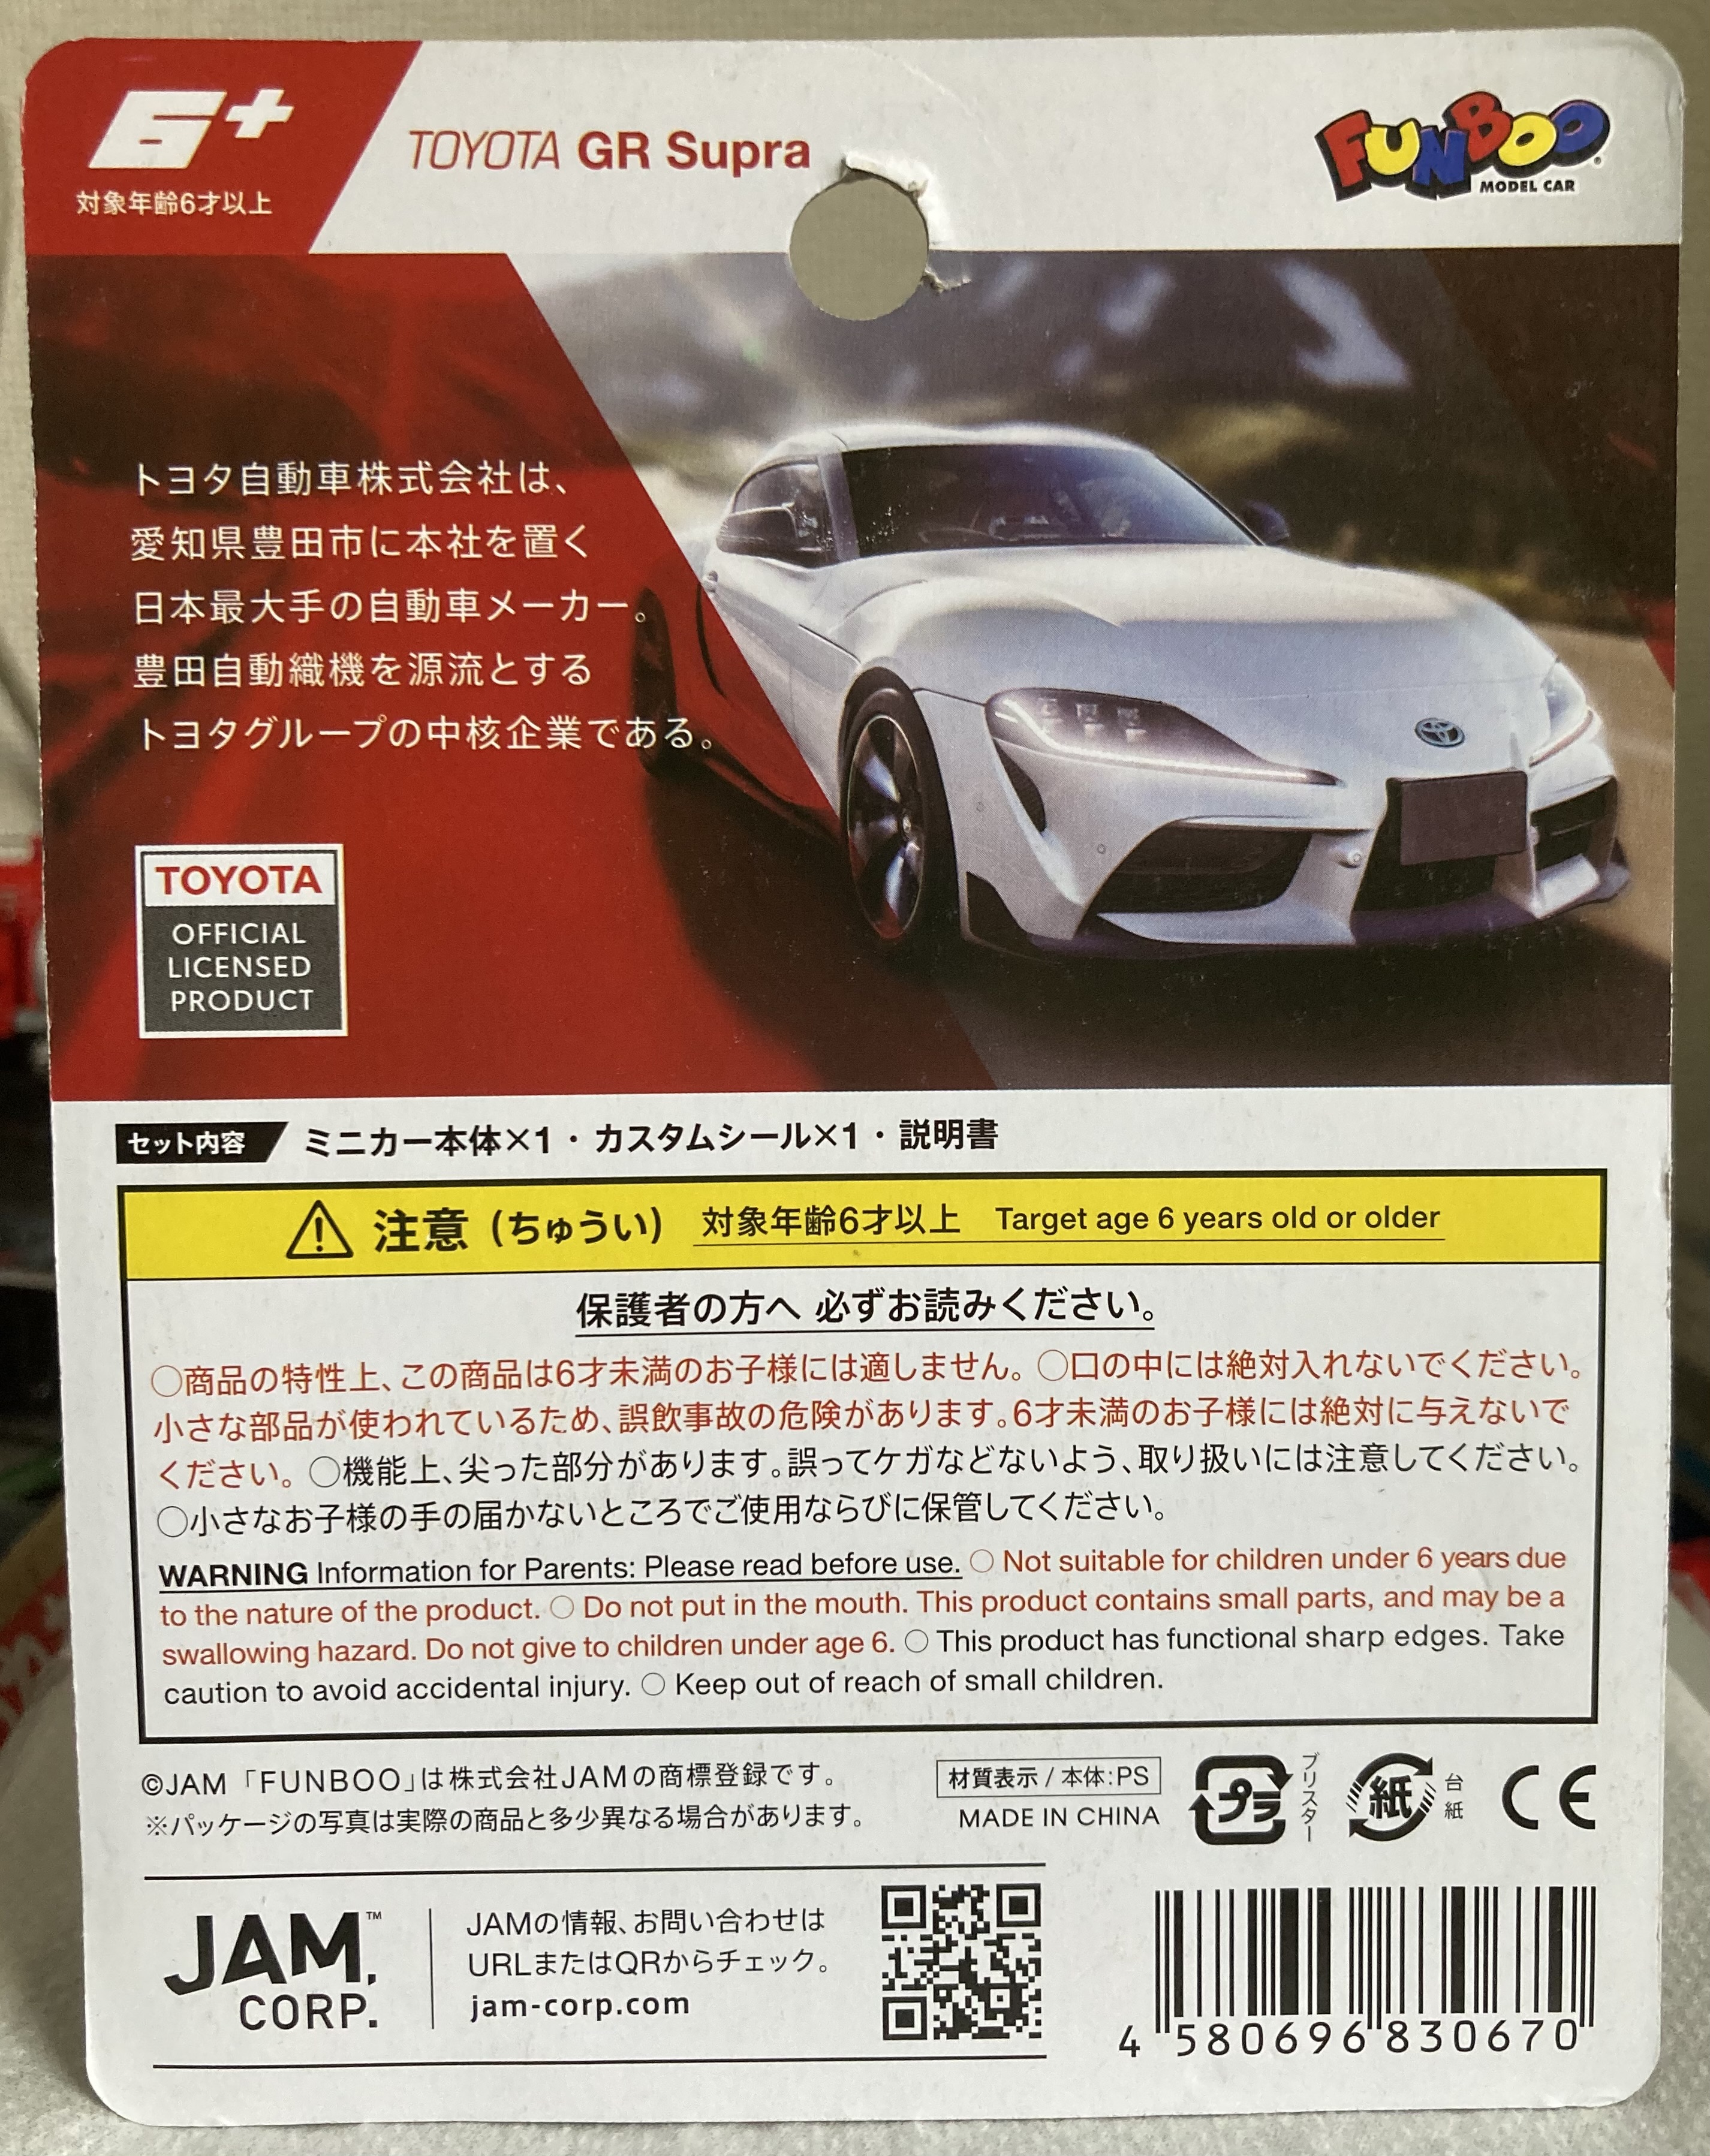 6+
対象年齢6才以上
TOYOTA GR Supra
FUNBOO®
MODEL CAR
トヨタ自動車株式会社は、
愛知県豊田市に本社を置く
日本最大手の自動車メーカー。
豊田自動織機を源流とする
トヨタグループの中核企業である。
TOYOTA
OFFICIAL
LICENSED
PRODUCT
セット内容 ミニカー本体×1・カスタムシール×1・説明書
注意(ちゅうい) 対象年齢6才以上 Target age 6 years old or older
保護者の方へ 必ずお読みください。
○商品の特性上、この商品は6才未満のお子様には適しません。○口の中には絶対入れないでください。
小さな部品が使われているため、誤飲事故の危険があります。6才未満のお子様には絶対に与えないで
ください。○機能上、尖った部分があります。誤ってケガなどないよう、取り扱いには注意してください。
○小さなお子様の手の届かないところでご使用ならびに保管してください。
WARNING Information for Parents: Please read before use. ○ Not suitable for children under 6 years due
to the nature of the product. ○ Do not put in the mouth. This product contains small parts, and may be a
swallowing hazard. Do not give to children under age 6. ○ This product has functional sharp edges. Take
caution to avoid accidental injury. ○ Keep out of reach of small children.
©JAM「FUNBOO」は株式会社JAMの商標登録です。
※パッケージの写真は実際の商品と多少異なる場合があります。
材質表示/本体:PS
MADE IN CHINA
プラ
ブリスター
紙
台紙
CE
JAM™
CORP.
JAMの情報、お問い合わせは
URLまたはQRからチェック。
jam-corp.com
4 580696 830670